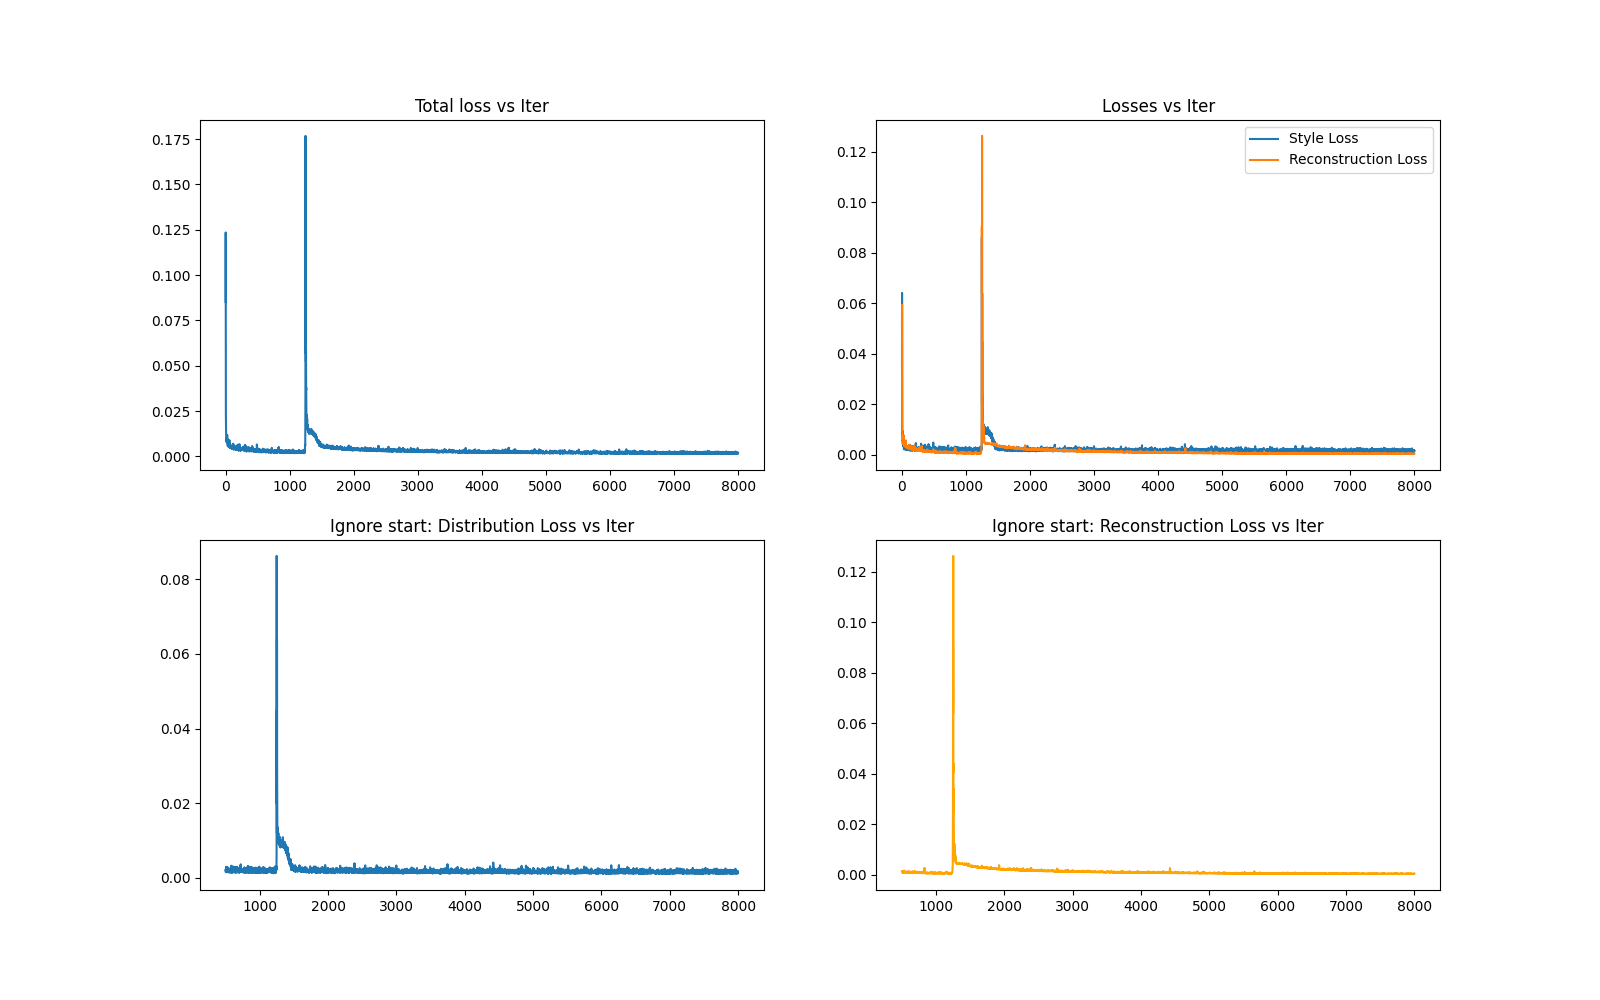 Total loss vs Iter
0.175
0.150
0.125
0.100
0.075
0.050
0.025
0.000
0 1000 2000 3000 4000 5000 6000 7000 8000
Losses vs Iter
Style Loss
Reconstruction Loss
0.12
0.10
0.08
0.06
0.04
0.02
0.00
0 1000 2000 3000 4000 5000 6000 7000 8000
Ignore start: Distribution Loss vs Iter
0.08
0.06
0.04
0.02
0.00
1000 2000 3000 4000 5000 6000 7000 8000
Ignore start: Reconstruction Loss vs Iter
0.12
0.10
0.08
0.06
0.04
0.02
0.00
1000 2000 3000 4000 5000 6000 7000 8000